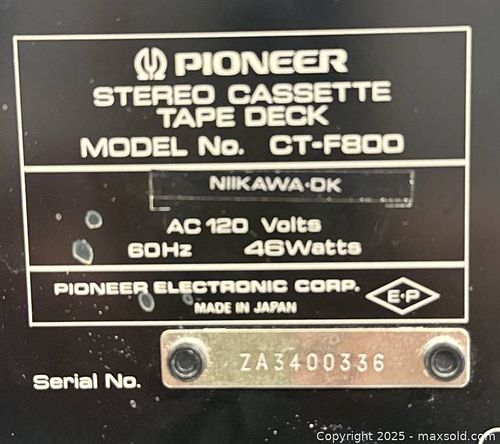 PIONEER
STEREO CASSETTE
TAPE DECK
MODEL No. CT-F800
NIIKAWA·DK
AC 120 Volts
60Hz 46Watts
PIONEER ELECTRONIC CORP.
MADE IN JAPAN
E·P
Serial No. ZA3400336
Copyright © 2025 - maxsold.com